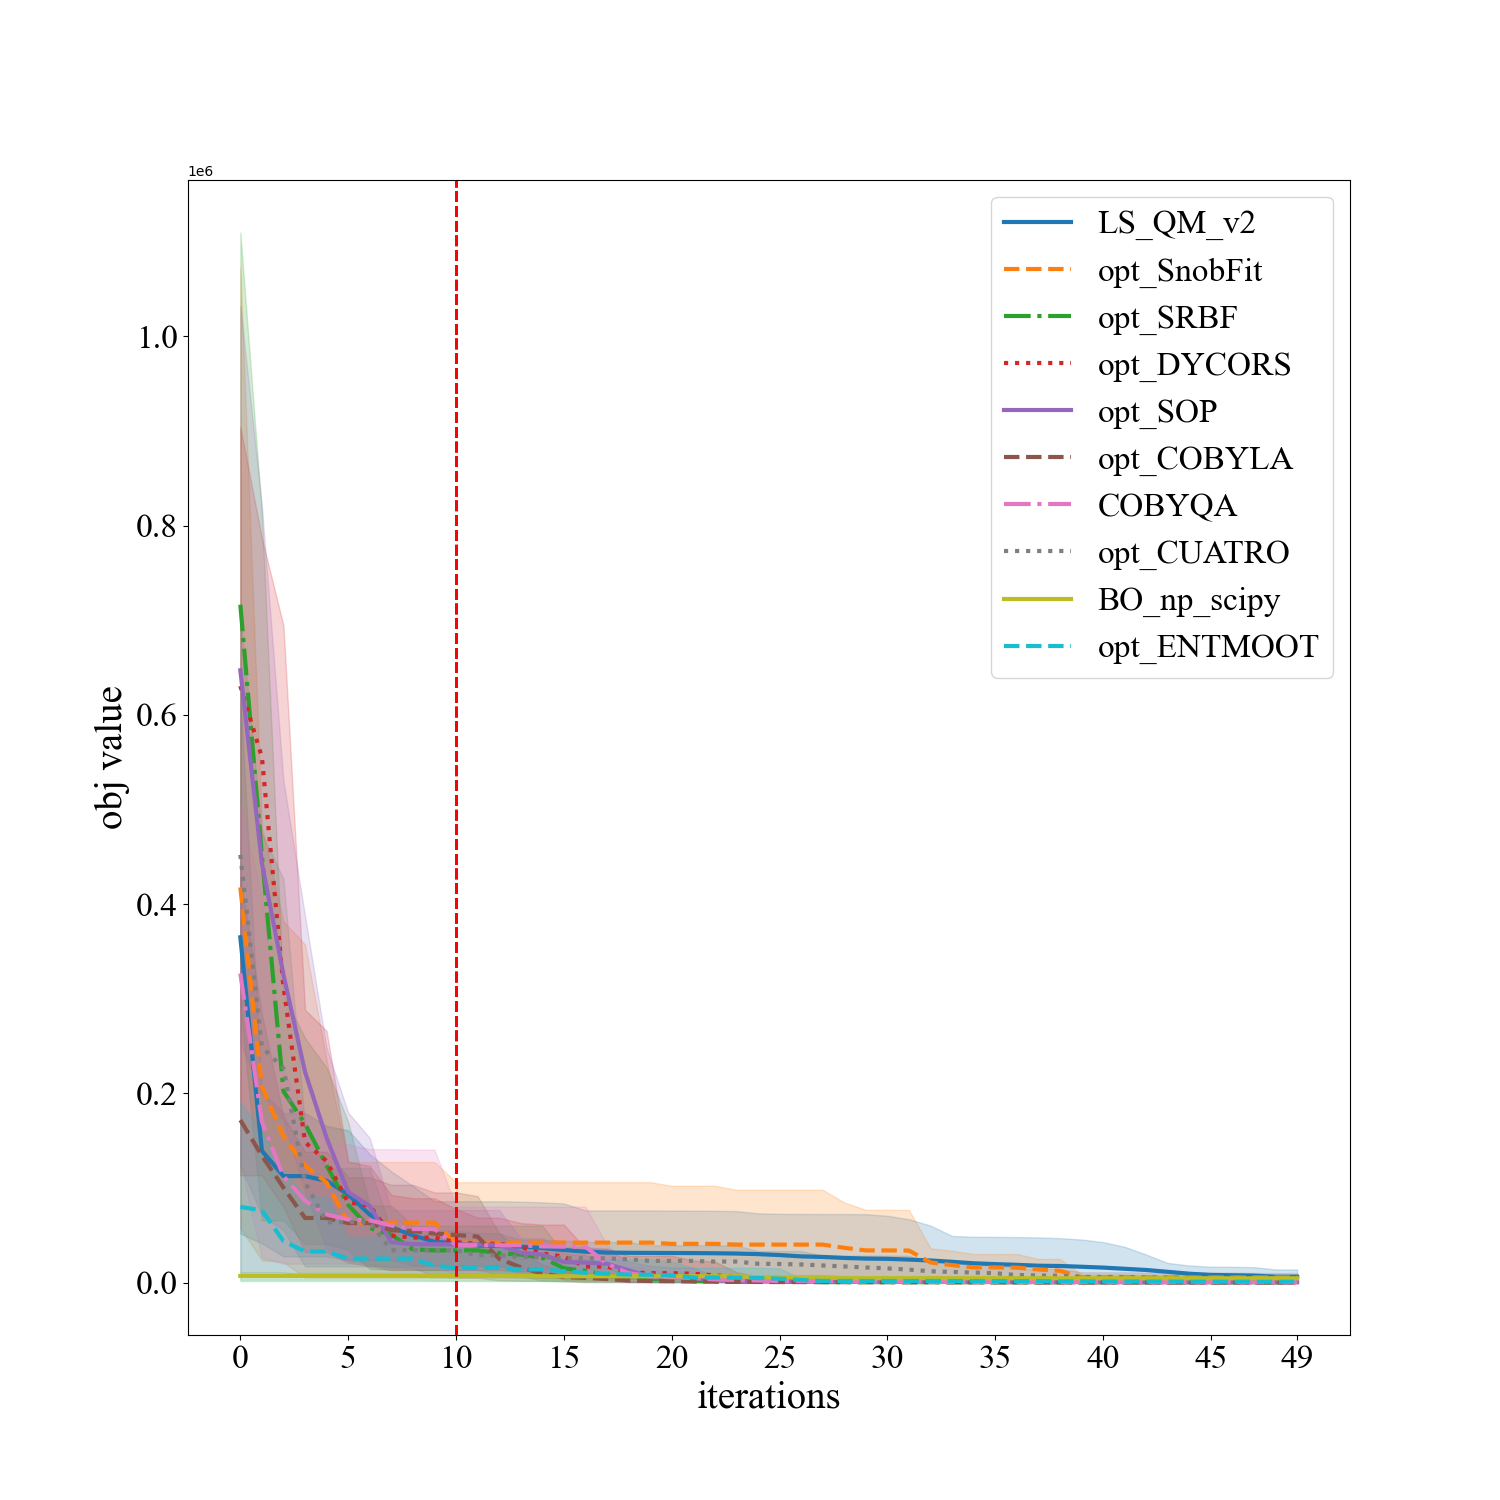 1e6
1.0
0.8
0.6
0.4
0.2
0.0
obj value
LS_QM_v2
opt_SnobFit
opt_SRBF
opt_DYCORS
opt_SOP
opt_COBYLA
COBYQA
opt_CUATRO
BO_np_scipy
opt_ENTMOOT
0 5 10 15 20 25 30 35 40 45 49
iterations